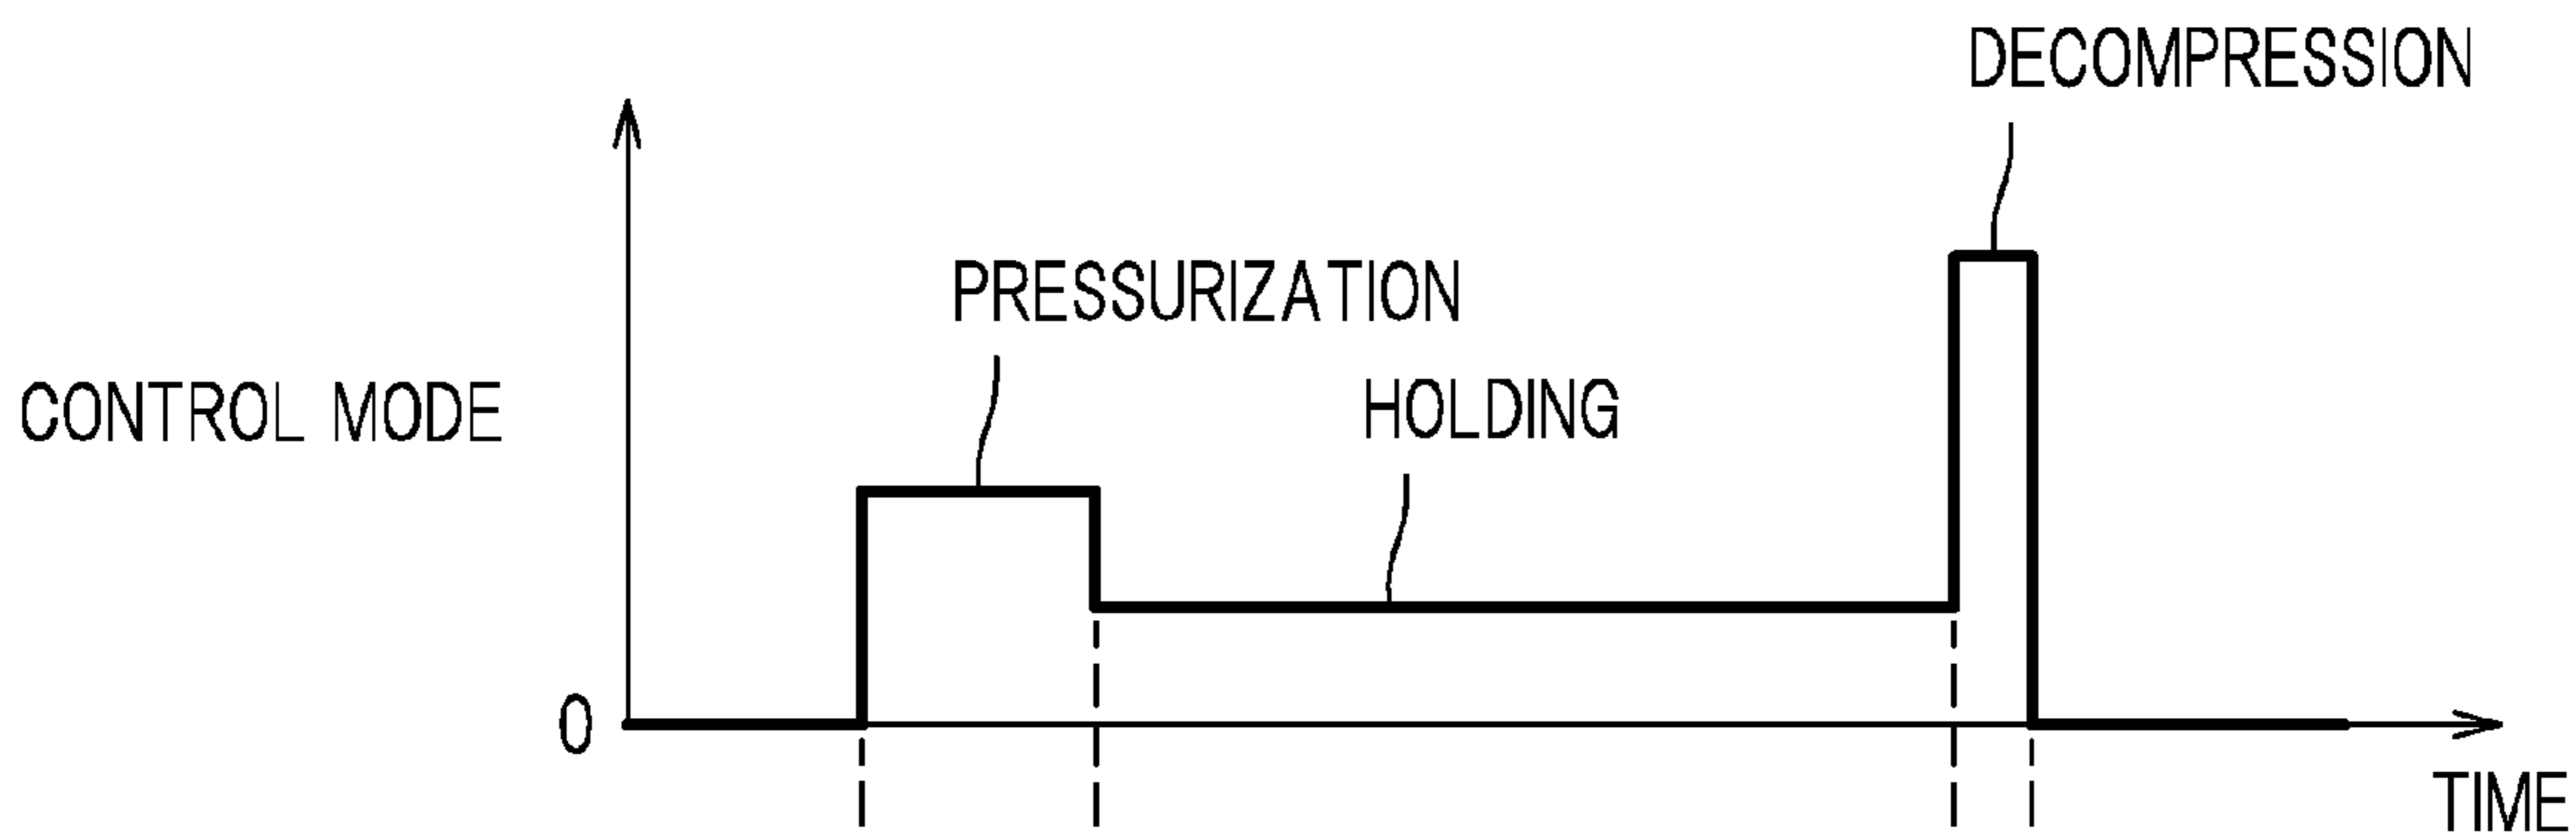 DECOMPRESSION
PRESSURIZATION
HOLDING
CONTROL MODE
0
TIME